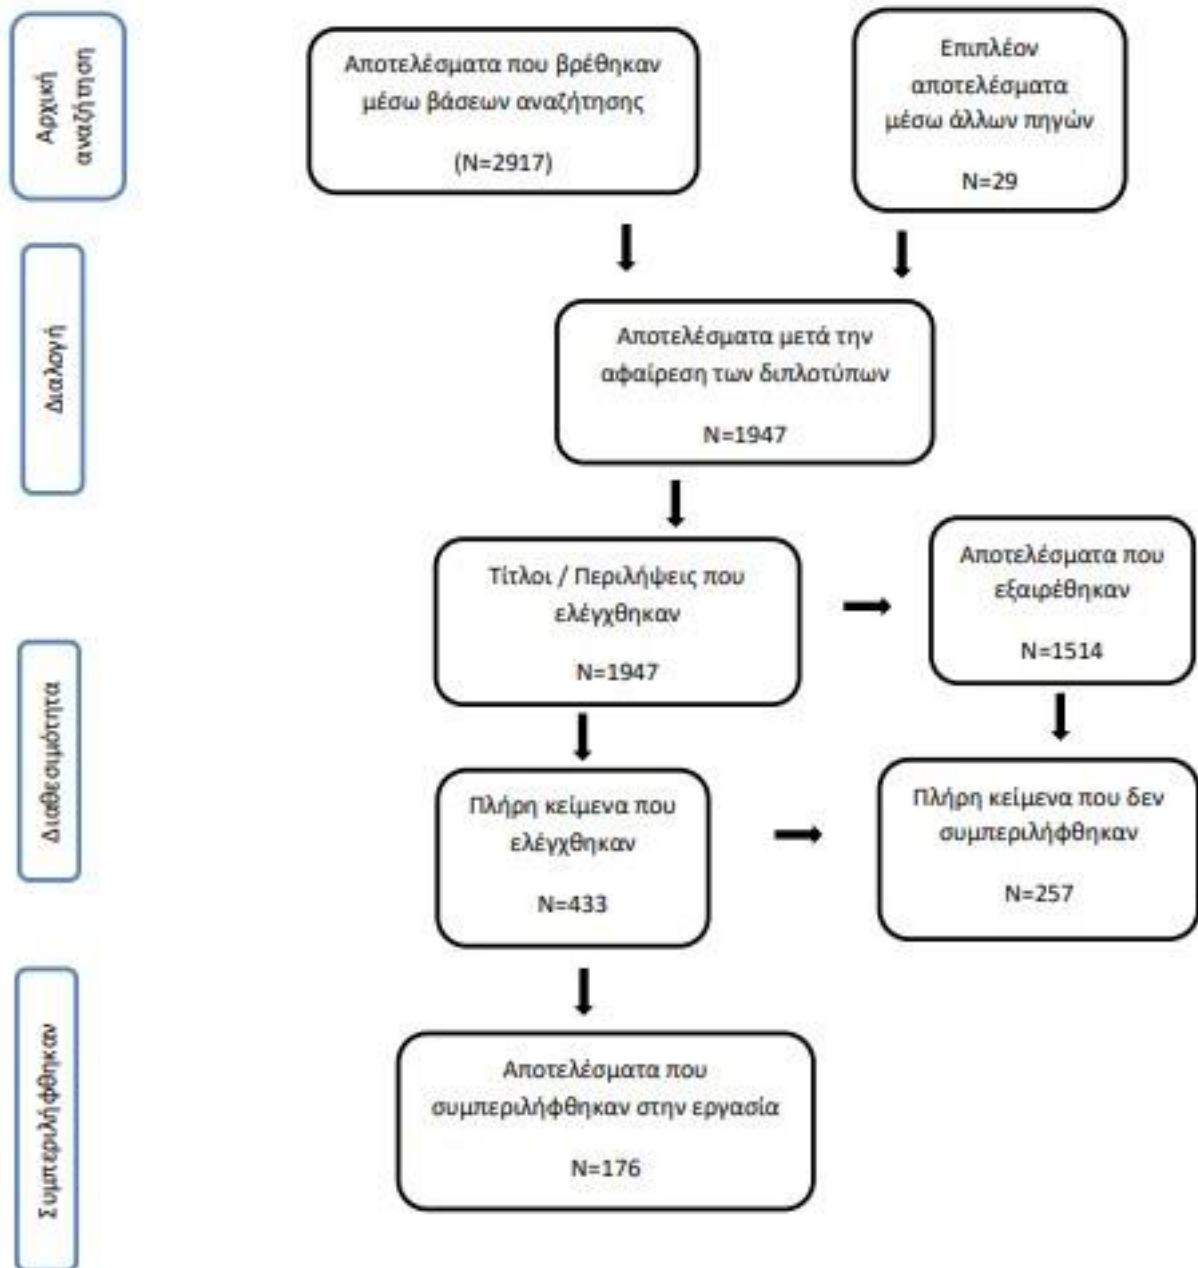 Αρχική
αναζήτηση
Αποτελέσματα που βρέθηκαν
μέσω βάσεων αναζήτησης
(N=2917)
Επιπλέον
αποτελέσματα
μέσω άλλων πηγών
N=29
Διαλογή
Αποτελέσματα μετά την
αφαίρεση των διπλοτύπων
N=1947
Τίτλοι / Περιλήψεις που
ελέγχθηκαν
N=1947
Αποτελέσματα που
εξαιρέθηκαν
N=1514
Διαθεσιμότητα
Πλήρη κείμενα που
ελέγχθηκαν
N=433
Πλήρη κείμενα που δεν
συμπεριλήφθηκαν
N=257
Συμπεριλήφθηκαν
Αποτελέσματα που
συμπεριλήφθηκαν στην εργασία
N=176